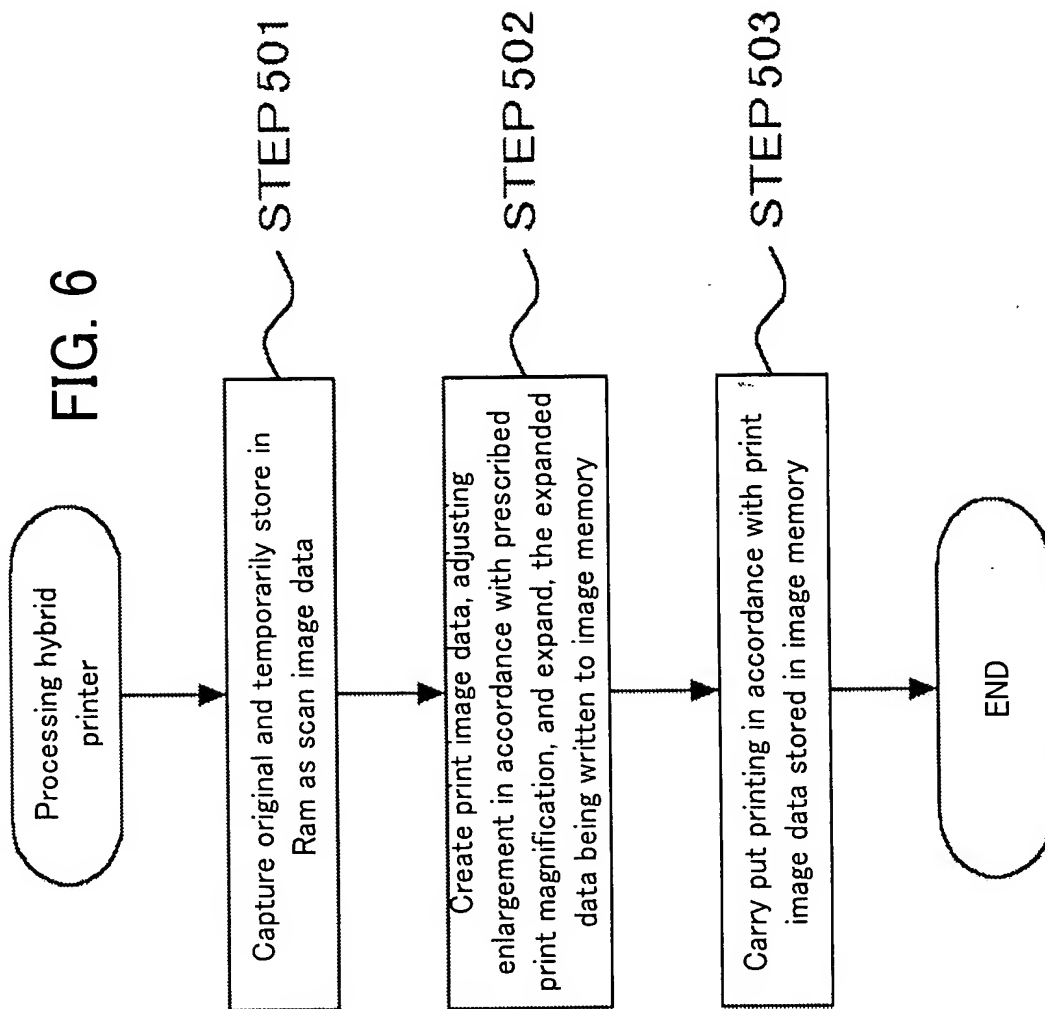 FIG. 6
Processing hybrid
printer
Capture original and temporarily store in
Ram as scan image data
STEP501
Create print image data, adjusting
enlargement in accordance with prescribed
print magnification, and expand, the expanded
data being written to image memory
STEP502
Carry put printing in accordance with print
image data stored in image memory
STEP503
END